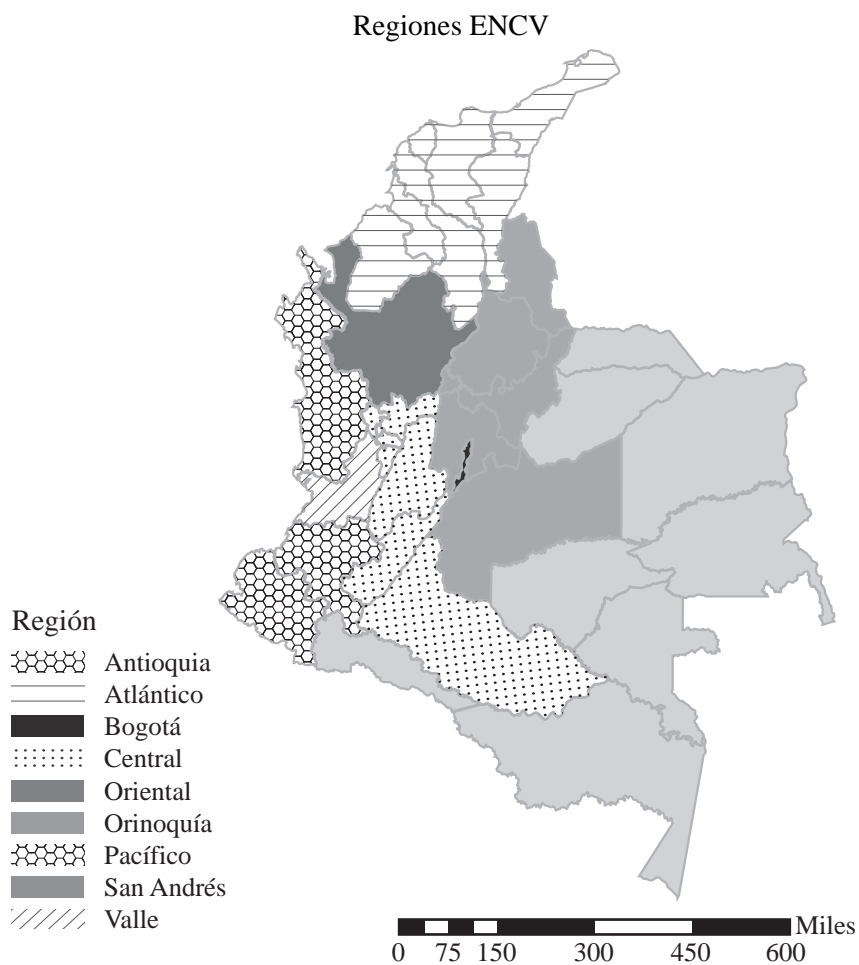 Regiones ENCV
Región
Antioquia
Atlántico
Bogotá
Central
Oriental
Orinoquía
Pacífico
San Andrés
Valle
Miles
0 75 150 300 450 600